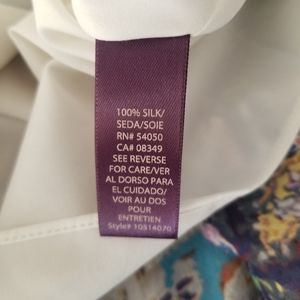 100% SILK/
SEDA/SOIE
RN# 54050
CA# 08349
SEE REVERSE
FOR CARE/VER
AL DORSO PARA
EL CUIDADO/
VOIR AU DOS
POUR
ENTRETIEN
Style# 10514070